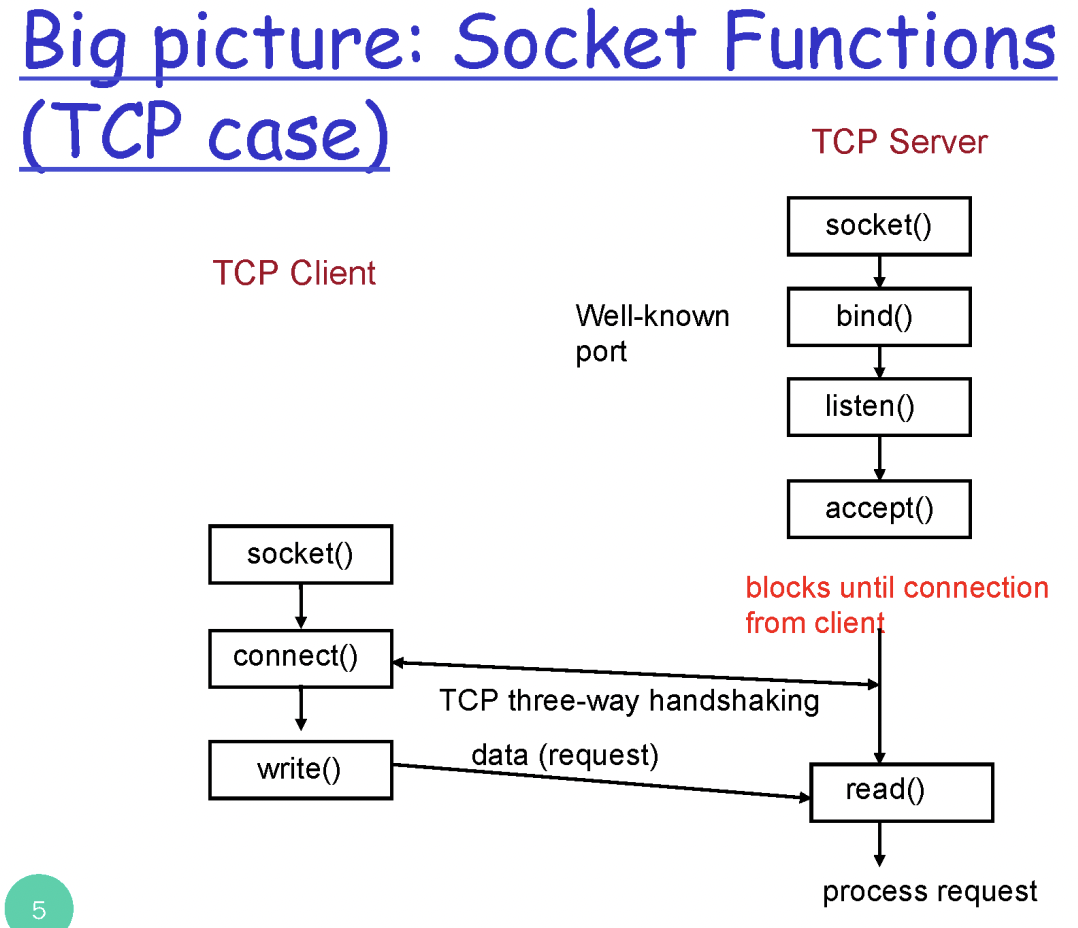 Big picture: Socket Functions
(TCP case)
TCP Server
socket()
TCP Client
Well-known
port
bind()
listen()
accept()
socket()
blocks until connection
from client
connect()
TCP three-way handshaking
data (request)
write()
read()
process request
5